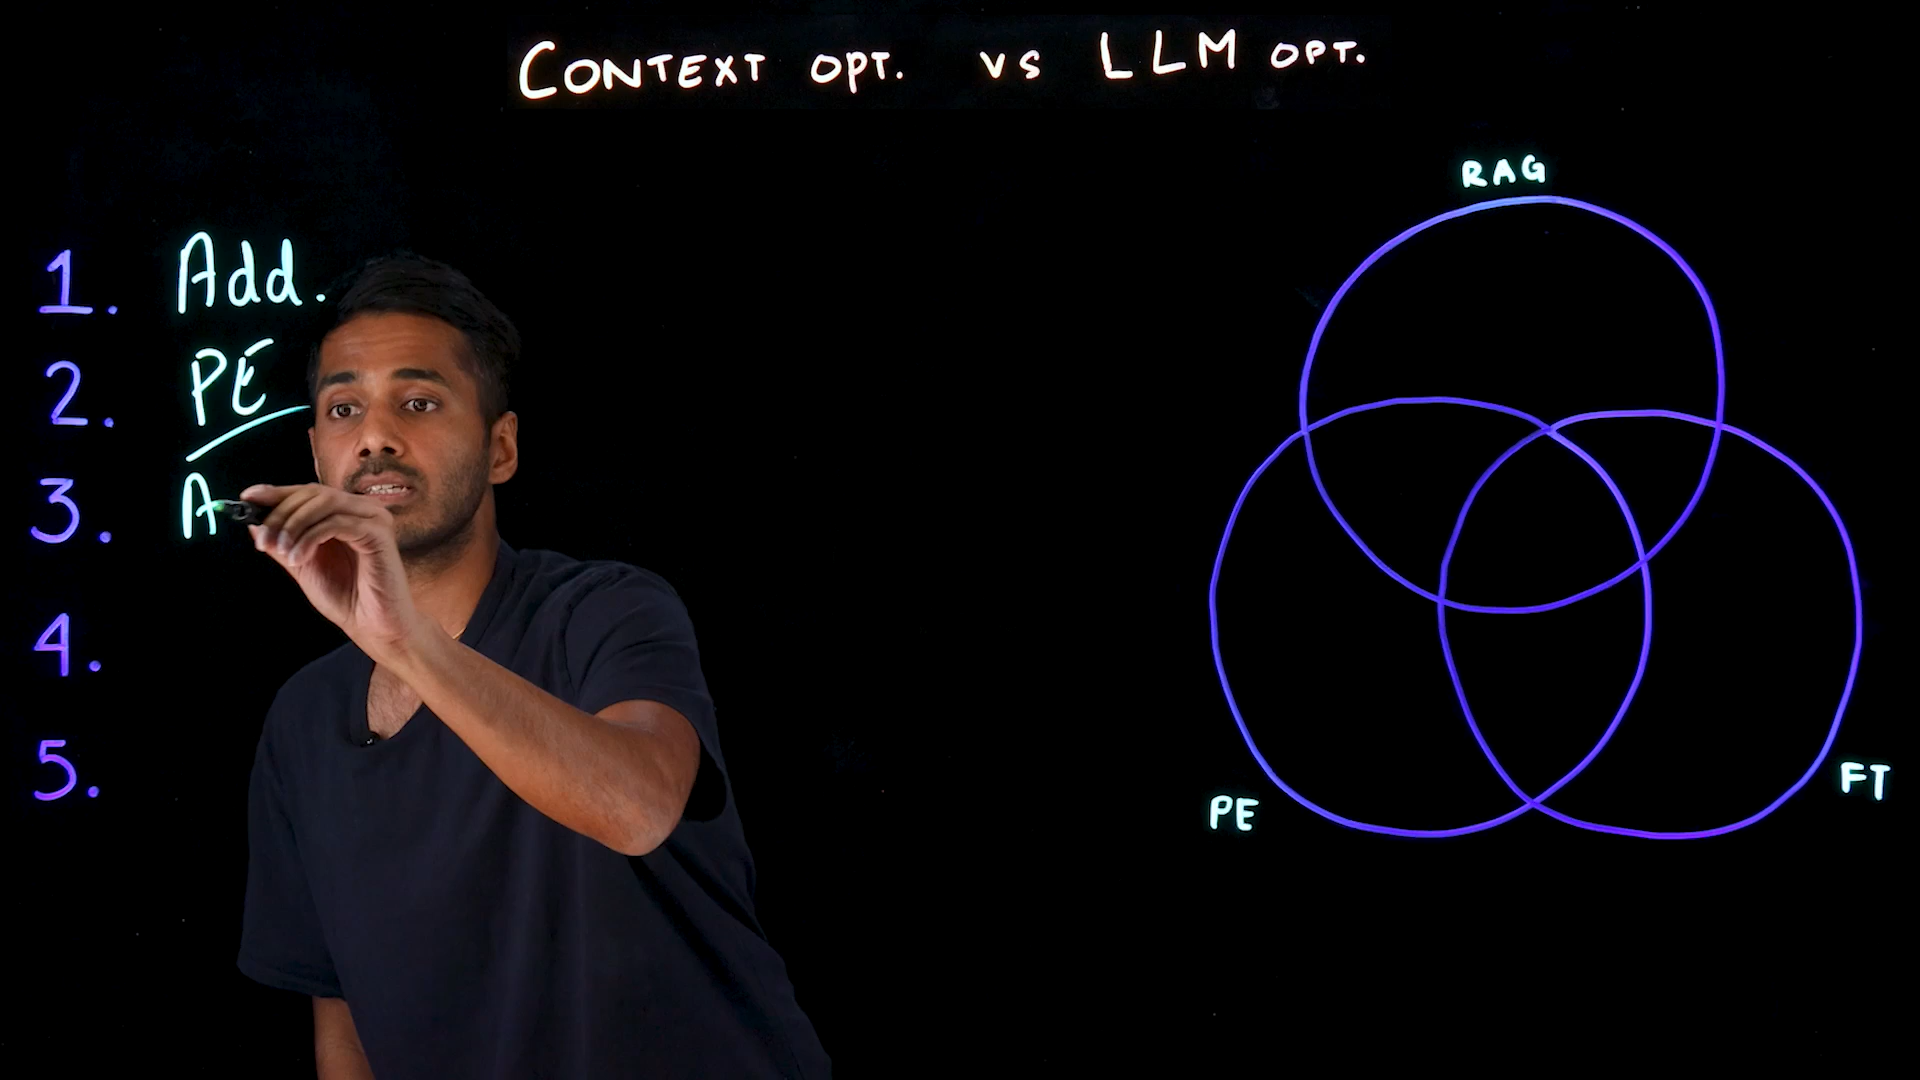 CONTEXT OPT. VS LLM OPT.
RAG
1. Add.
2. PE
3. A
4.
5.
PE
FT